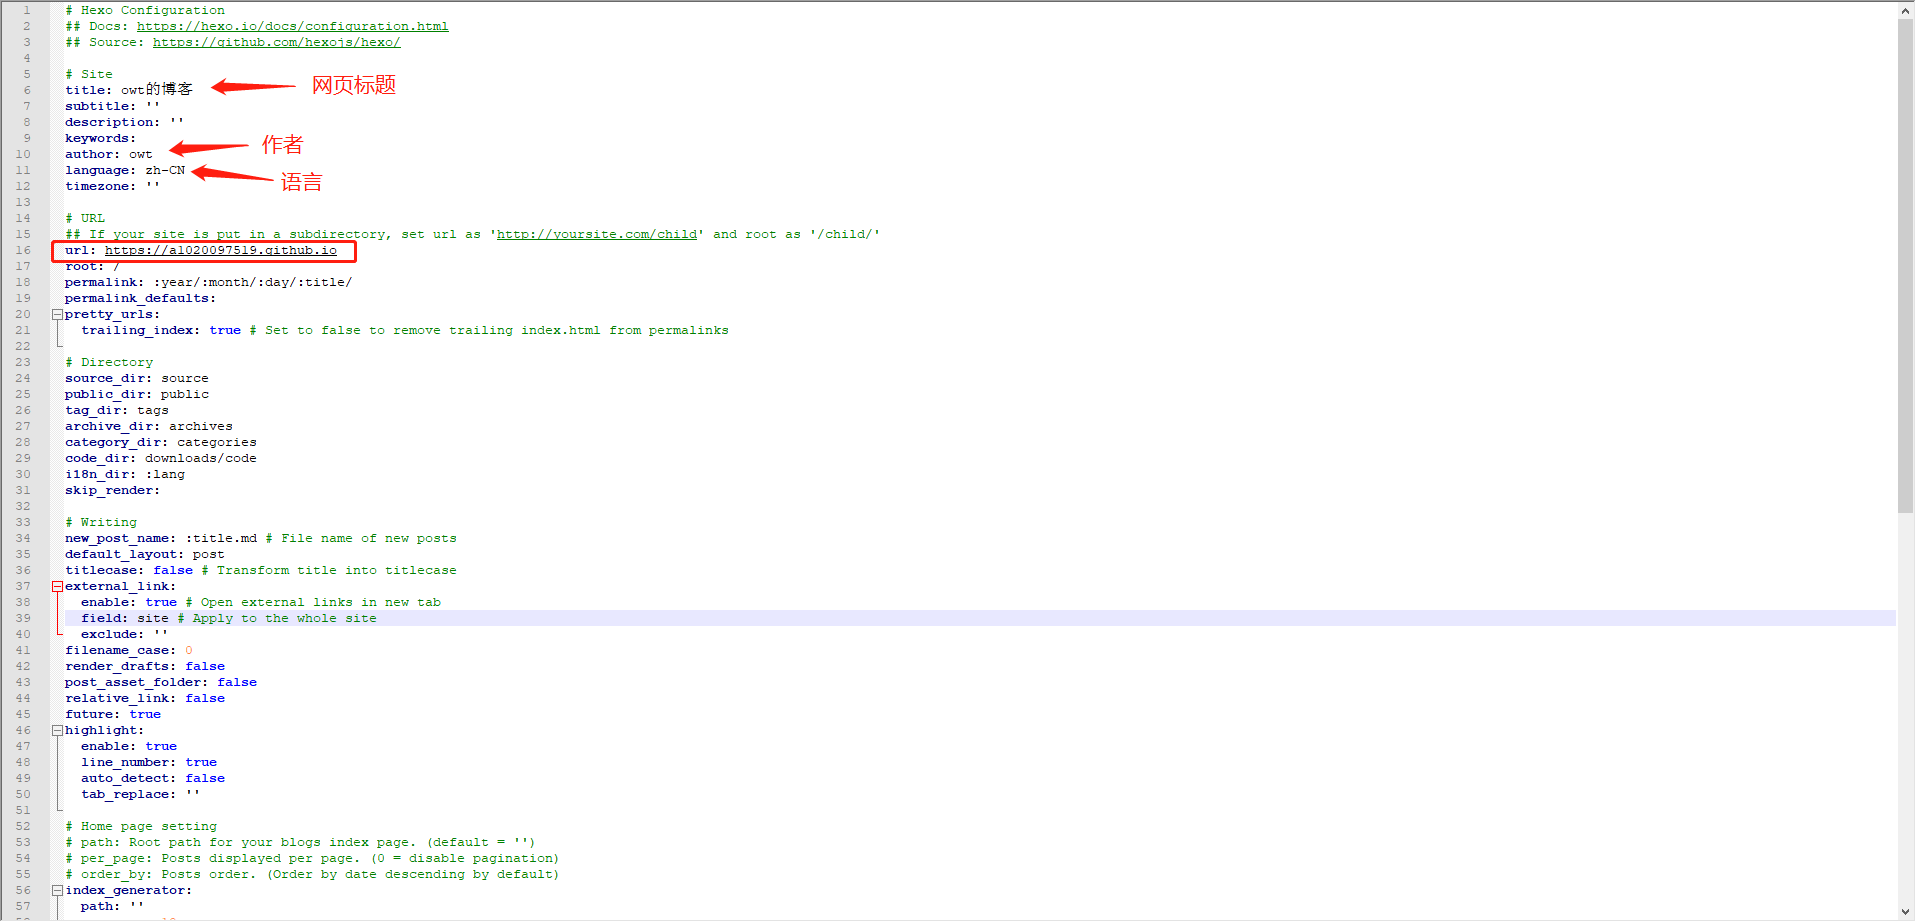 1 # Hexo Configuration
2 ## Docs: https://hexo.io/docs/configuration.html
3 ## Source: https://github.com/hexojs/hexo/
4
5 # Site
6 title: owt的博客 网页标题
7 subtitle: ''
8 description: ''
9 keywords:
10 author: owt 作者
11 language: zh-CN 语言
12 timezone: ''
13
14 # URL
15 ## If your site is put in a subdirectory, set url as 'http://yoursite.com/child' and root as '/child/'
16 url: https://a1020097519.github.io
17 root: /
18 permalink: :year/:month/:day/:title/
19 permalink_defaults:
20 pretty_urls:
21 trailing_index: true # Set to false to remove trailing index.html from permalinks
22
23 # Directory
24 source_dir: source
25 public_dir: public
26 tag_dir: tags
27 archive_dir: archives
28 category_dir: categories
29 code_dir: downloads/code
30 i18n_dir: :lang
31 skip_render:
32
33 # Writing
34 new_post_name: :title.md # File name of new posts
35 default_layout: post
36 titlecase: false # Transform title into titlecase
37 external_link:
38 enable: true # Open external links in new tab
39 field: site # Apply to the whole site
40 exclude: ''
41 filename_case: 0
42 render_drafts: false
43 post_asset_folder: false
44 relative_link: false
45 future: true
46 highlight:
47 enable: true
48 line_number: true
49 auto_detect: false
50 tab_replace: ''
51
52 # Home page setting
53 # path: Root path for your blogs index page. (default = '')
54 # per_page: Posts displayed per page. (0 = disable pagination)
55 # order_by: Posts order. (Order by date descending by default)
56 index_generator:
57 path: ''